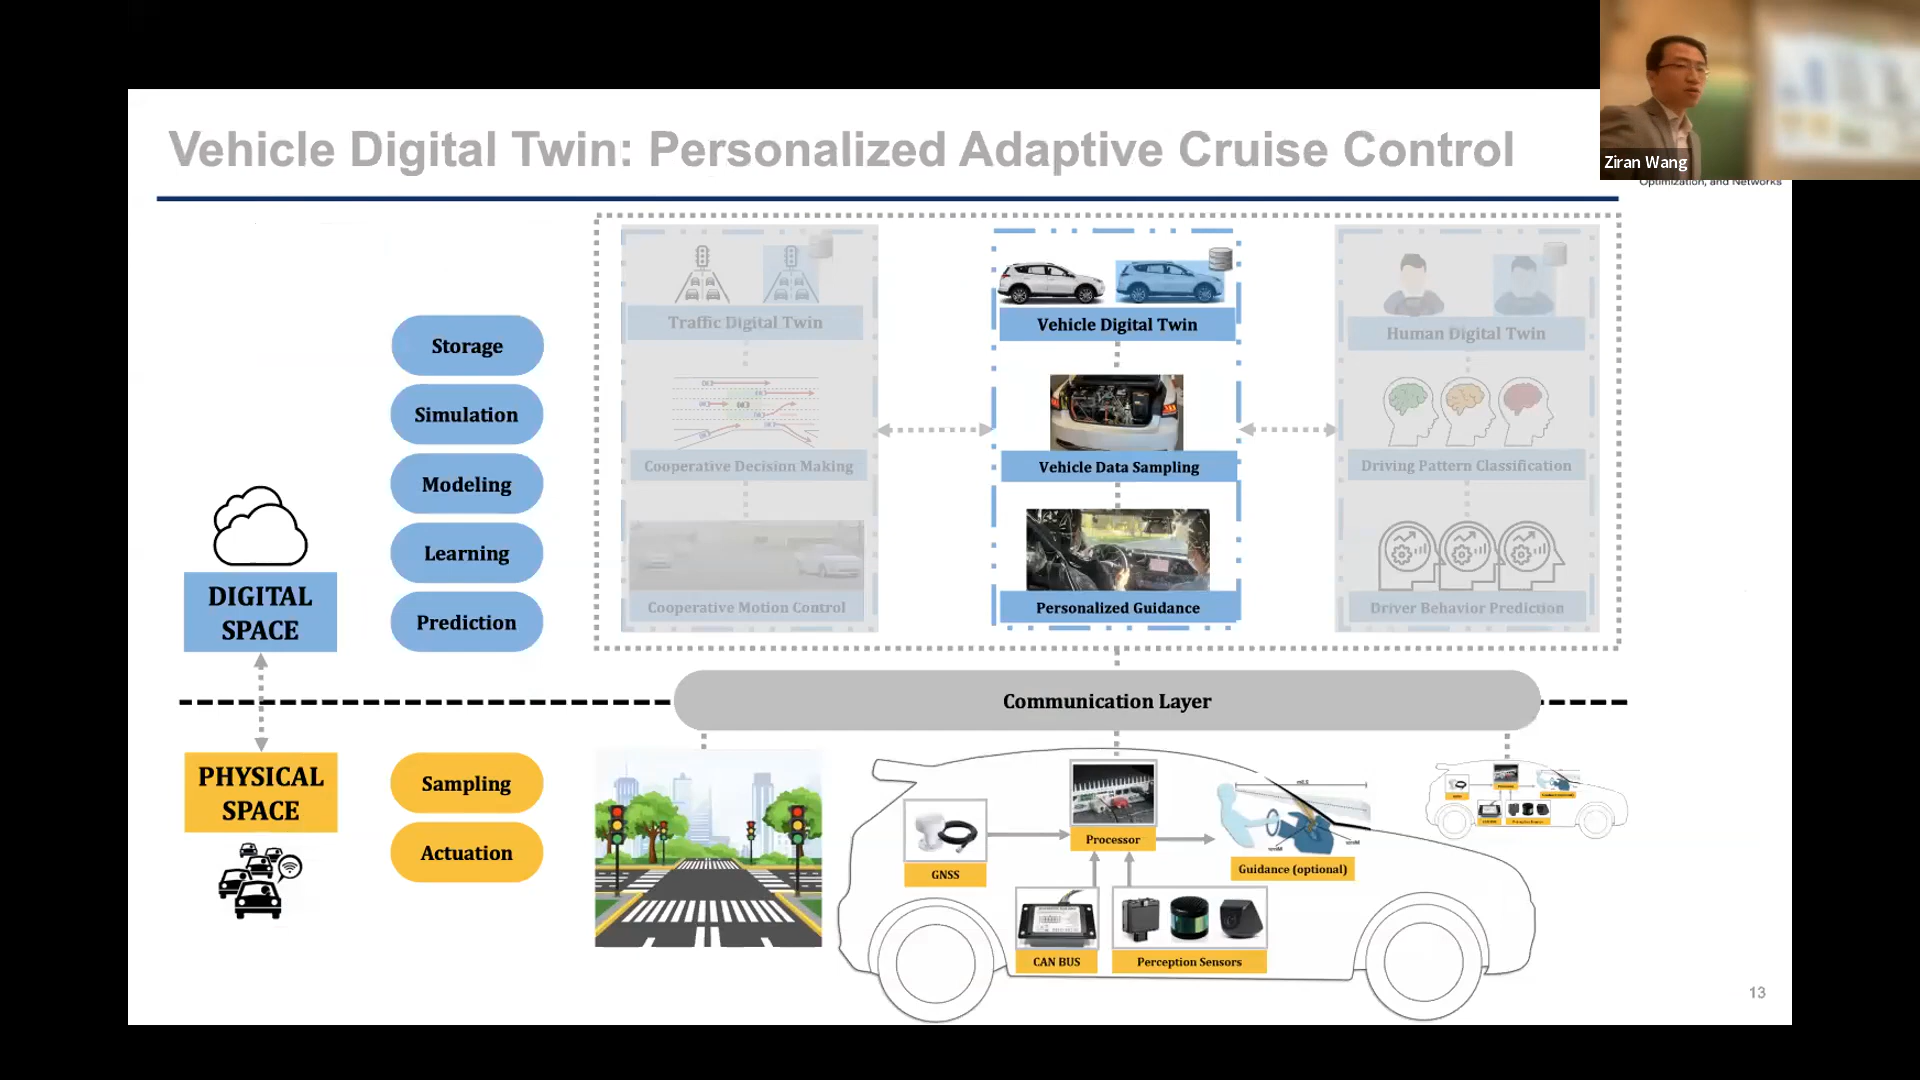 Vehicle Digital Twin: Personalized Adaptive Cruise Control
Ziran Wang
Optimization, and Networks
Storage
Simulation
Modeling
Learning
Prediction
DIGITAL
SPACE
Traffic Digital Twin
Cooperative Decision Making
Cooperative Motion Control
Vehicle Digital Twin
Vehicle Data Sampling
Personalized Guidance
Human Digital Twin
Driving Pattern Classification
Driver Behavior Prediction
Communication Layer
PHYSICAL
SPACE
Sampling
Actuation
GNSS
Processor
Guidance (optional)
CAN BUS
Perception Sensors
13